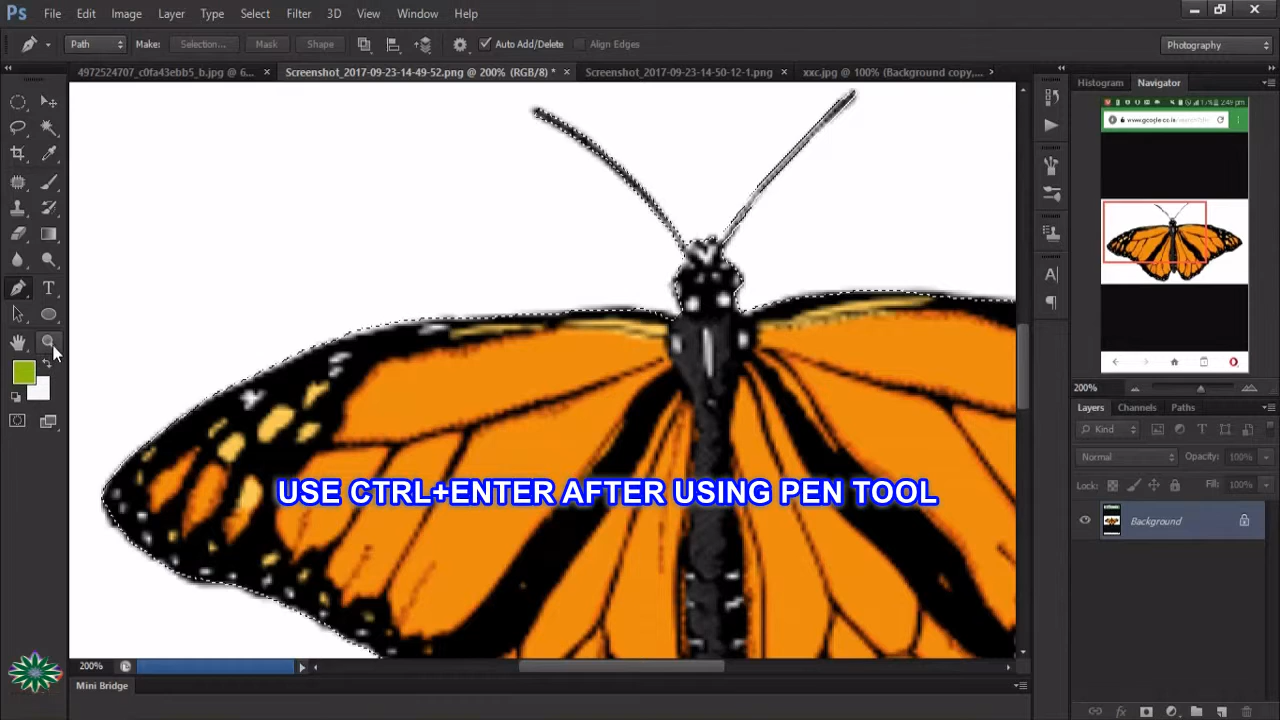 Ps File Edit Image Layer Type Select Filter 3D View Window Help
Path Make: Selection... Mask Shape Auto Add/Delete Align Edges Photography
4972524707_c0fa43ebb5_b.jpg @ 6... × Screenshot_2017-09-23-14-49-52.png @ 200% (RGB/8) * × Screenshot_2017-09-23-14-50-12-1.png × xxc.jpg @ 100% (Background copy,...
Histogram Navigator
2:49 pm
200%
Layers Channels Paths
Kind
Normal Opacity: 100%
Lock: Fill: 100%
Background
USE CTRL+ENTER AFTER USING PEN TOOL
200%
Mini Bridge